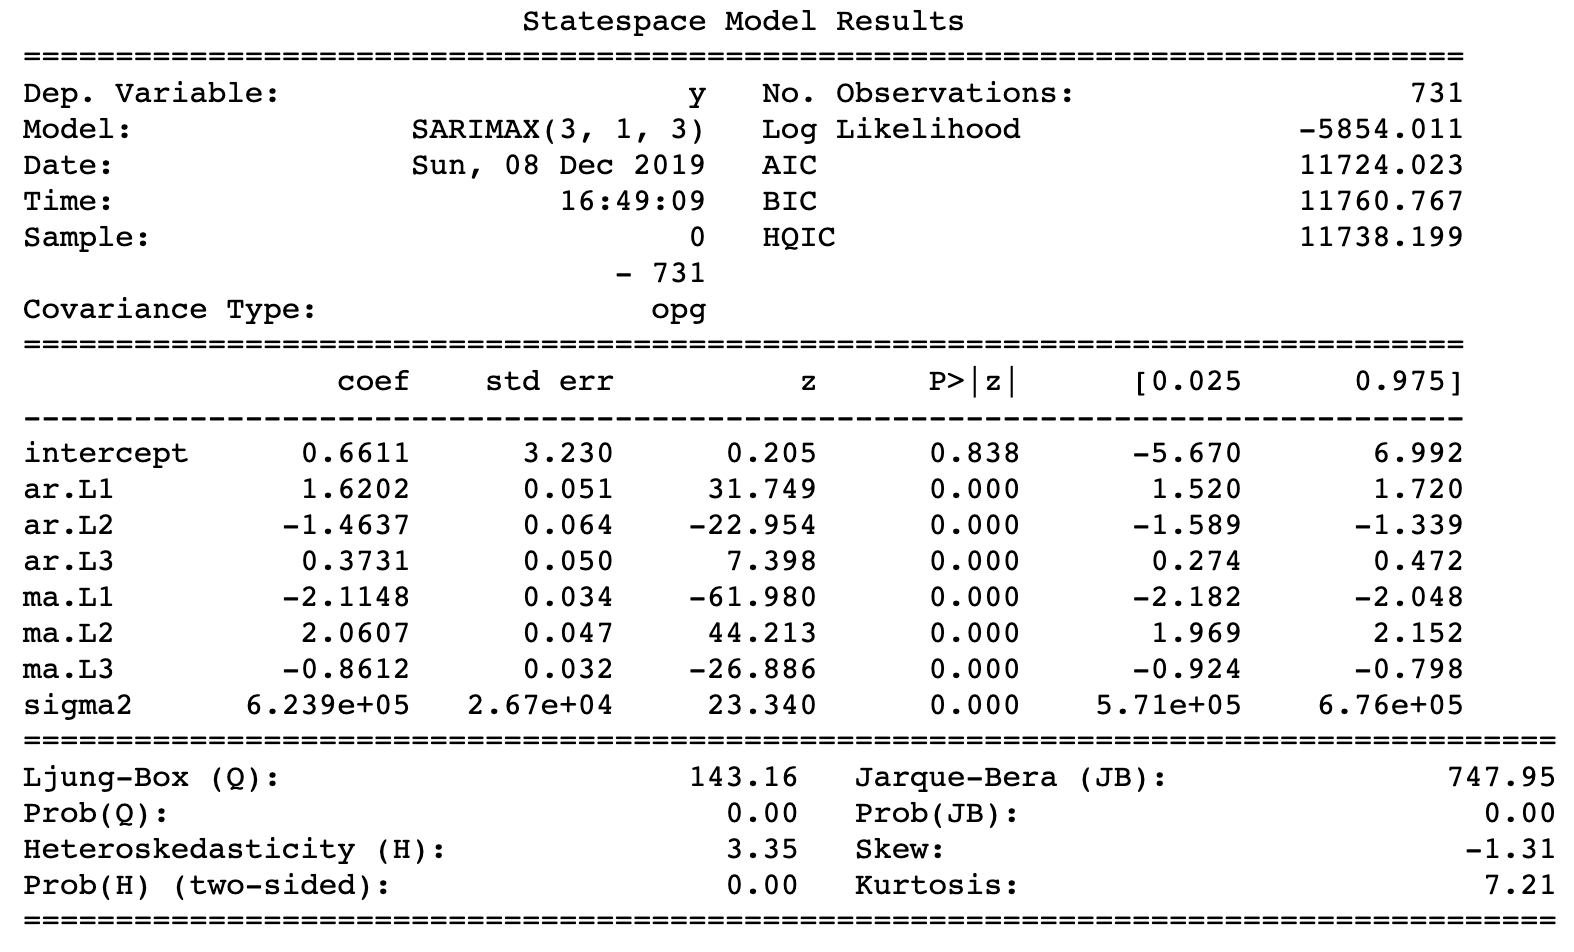 Statespace Model Results
==============================================================================
Dep. Variable:                      y   No. Observations:                  731
Model:               SARIMAX(3, 1, 3)   Log Likelihood               -5854.011
Date:                Sun, 08 Dec 2019   AIC                          11724.023
Time:                        16:49:09   BIC                          11760.767
Sample:                             0   HQIC                         11738.199
                                - 731
Covariance Type:                  opg
==============================================================================
                 coef    std err          z      P>|z|      [0.025      0.975]
------------------------------------------------------------------------------
intercept      0.6611      3.230      0.205      0.838      -5.670       6.992
ar.L1          1.6202      0.051     31.749      0.000       1.520       1.720
ar.L2         -1.4637      0.064    -22.954      0.000      -1.589      -1.339
ar.L3          0.3731      0.050      7.398      0.000       0.274       0.472
ma.L1         -2.1148      0.034    -61.980      0.000      -2.182      -2.048
ma.L2          2.0607      0.047     44.213      0.000       1.969       2.152
ma.L3         -0.8612      0.032    -26.886      0.000      -0.924      -0.798
sigma2      6.239e+05   2.67e+04     23.340      0.000    5.71e+05    6.76e+05
===================================================================================
Ljung-Box (Q):                      143.16   Jarque-Bera (JB):               747.95
Prob(Q):                              0.00   Prob(JB):                         0.00
Heteroskedasticity (H):               3.35   Skew:                            -1.31
Prob(H) (two-sided):                  0.00   Kurtosis:                         7.21
===================================================================================